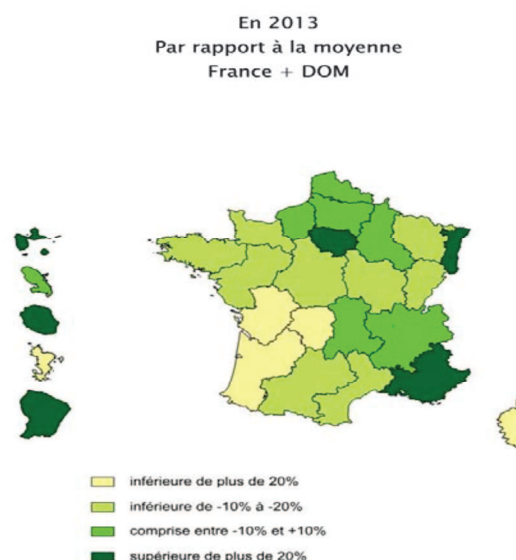 En 2013
Par rapport à la moyenne
France + DOM
inférieure de plus de 20%
inférieure de -10% à -20%
comprise entre -10% et +10%
supérieure de plus de 20%